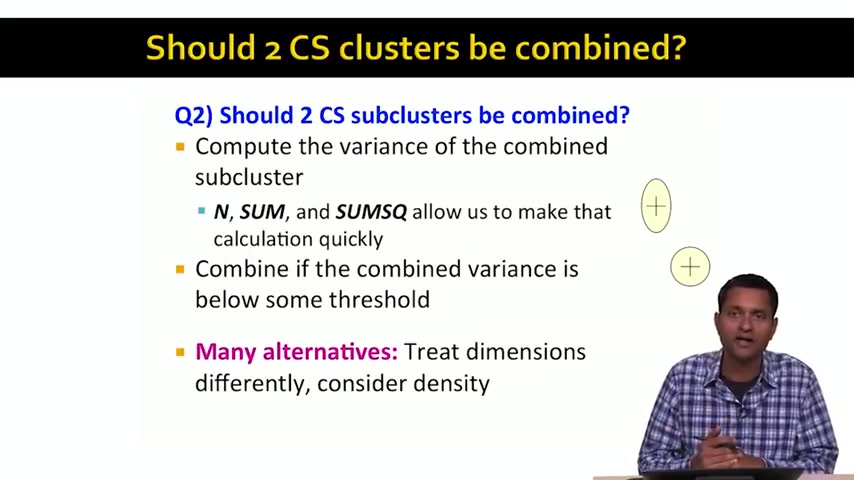 Should 2 CS clusters be combined?
Q2) Should 2 CS subclusters be combined?
Compute the variance of the combined
subcluster
N, SUM, and SUMSQ allow us to make that
calculation quickly
Combine if the combined variance is
below some threshold
Many alternatives: Treat dimensions
differently, consider density